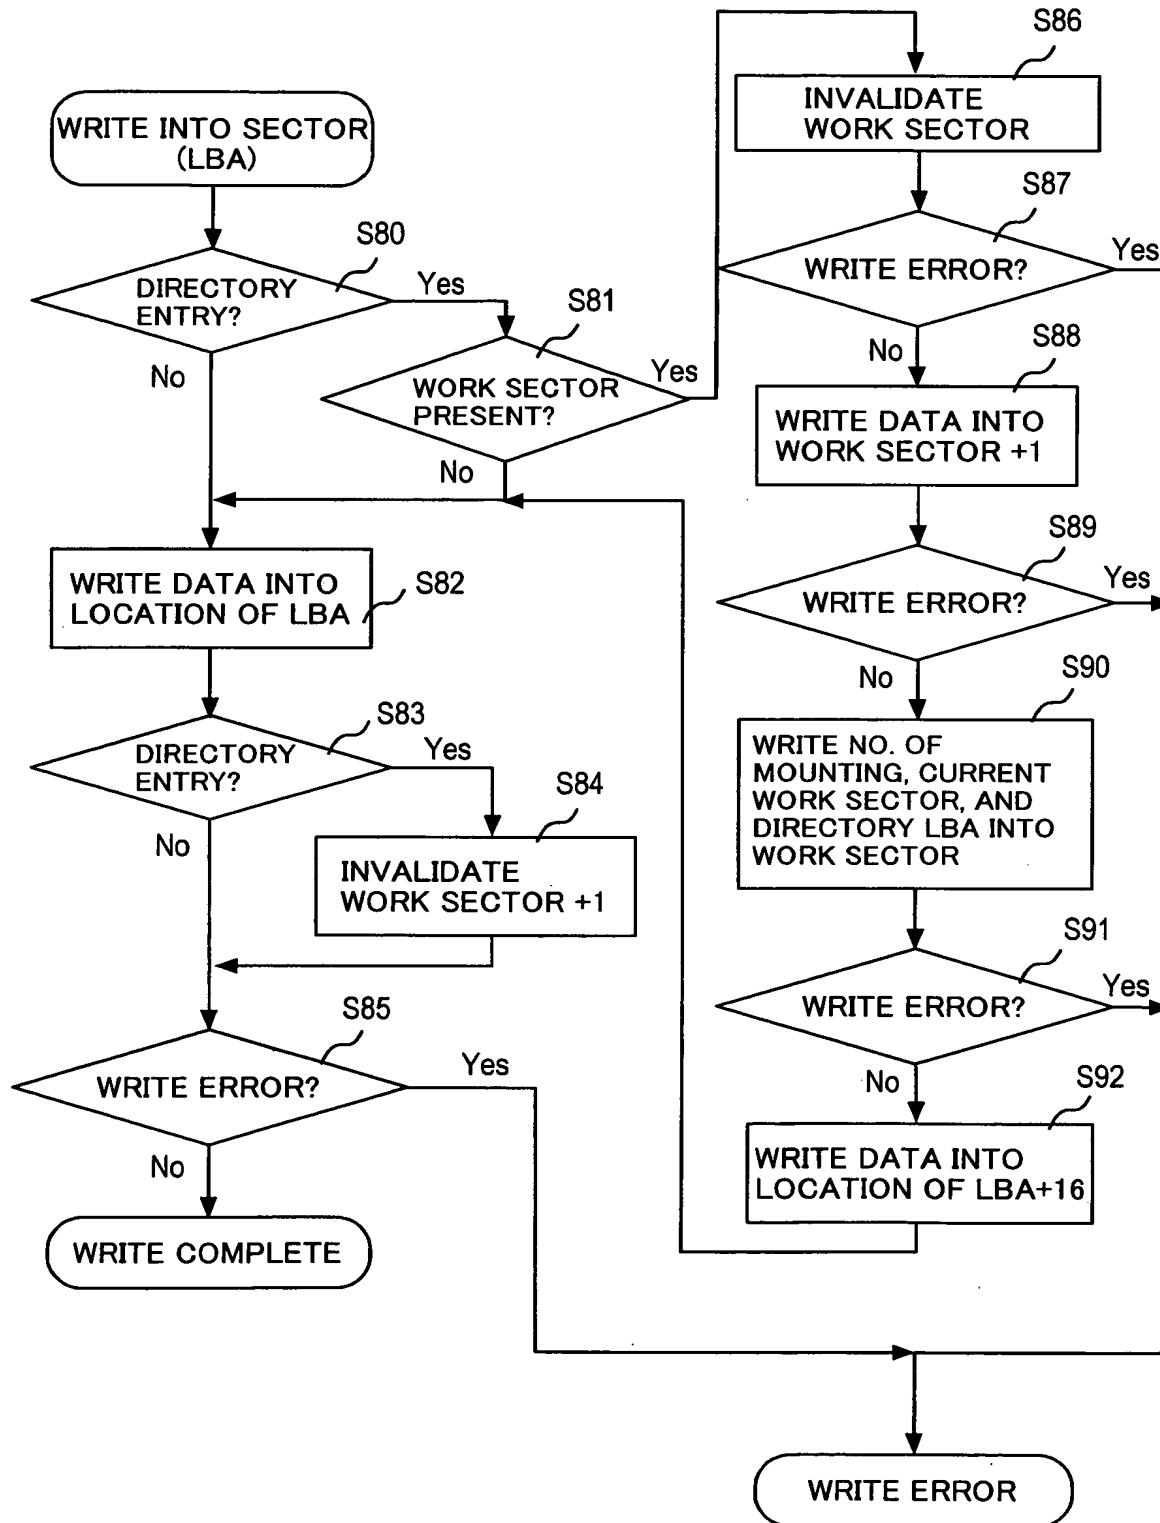 WRITE INTO SECTOR
(LBA)
S80
DIRECTORY
ENTRY?
Yes
No
S81
WORK SECTOR
PRESENT?
Yes
No
WRITE DATA INTO
LOCATION OF LBA
S82
S83
DIRECTORY
ENTRY?
Yes
No
S84
INVALIDATE
WORK SECTOR +1
S85
WRITE ERROR?
Yes
No
WRITE COMPLETE
S86
INVALIDATE
WORK SECTOR
S87
WRITE ERROR?
Yes
No
S88
WRITE DATA INTO
WORK SECTOR +1
S89
WRITE ERROR?
Yes
No
S90
WRITE NO. OF
MOUNTING, CURRENT
WORK SECTOR, AND
DIRECTORY LBA INTO
WORK SECTOR
S91
WRITE ERROR?
Yes
No
S92
WRITE DATA INTO
LOCATION OF LBA+16
WRITE ERROR